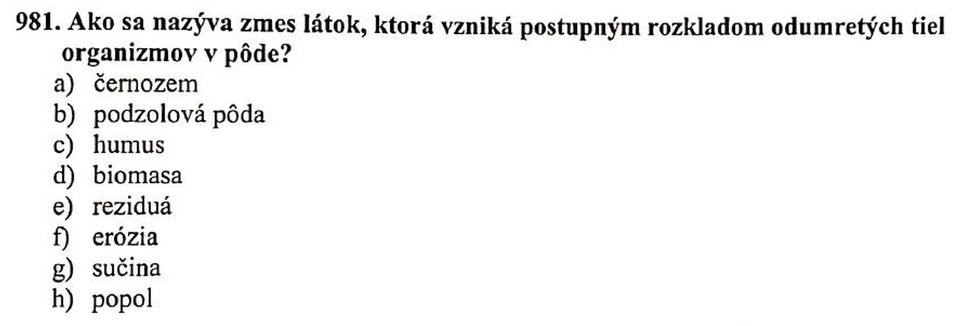 981. Ako sa nazýva zmes látok, ktorá vzniká postupným rozkladom odumretých tiel
organizmov v pôde?
a) černozem
b) podzolová pôda
c) humus
d) biomasa
e) reziduá
f) erózia
g) sučina
h) popol